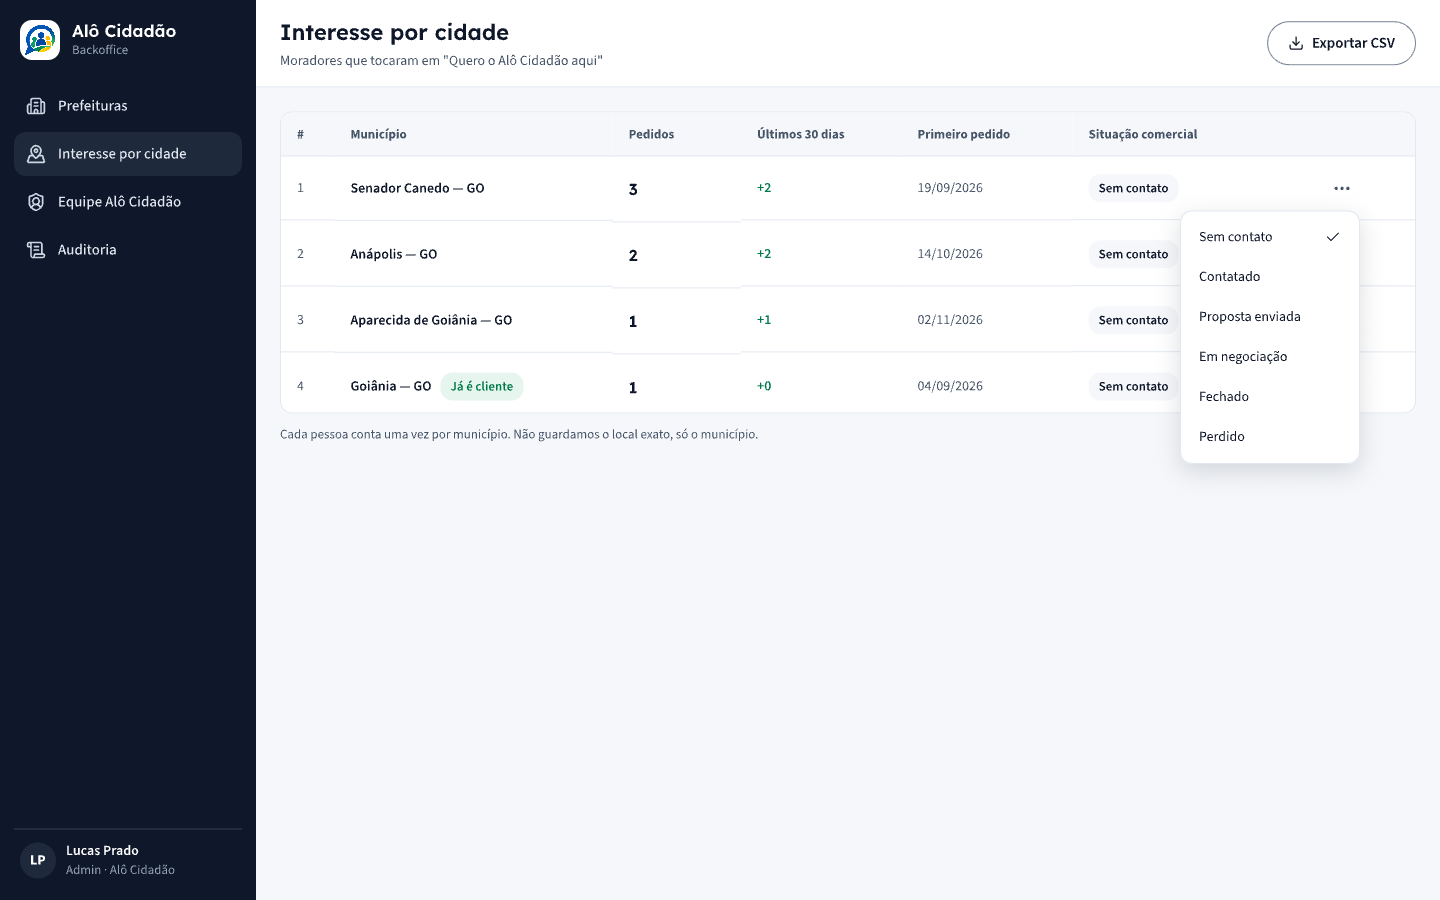 Alô Cidadão
Backoffice
Prefeituras
Interesse por cidade
Equipe Alô Cidadão
Auditoria
LP
Lucas Prado
Admin · Alô Cidadão
Interesse por cidade
Moradores que tocaram em "Quero o Alô Cidadão aqui"
Exportar CSV
# Município Pedidos Últimos 30 dias Primeiro pedido Situação comercial
1 Senador Canedo — GO 3 +2 19/09/2026 Sem contato
2 Anápolis — GO 2 +2 14/10/2026 Sem contato
3 Aparecida de Goiânia — GO 1 +1 02/11/2026 Sem contato
4 Goiânia — GO Já é cliente 1 +0 04/09/2026 Sem contato
Sem contato
Contatado
Proposta enviada
Em negociação
Fechado
Perdido
Cada pessoa conta uma vez por município. Não guardamos o local exato, só o município.